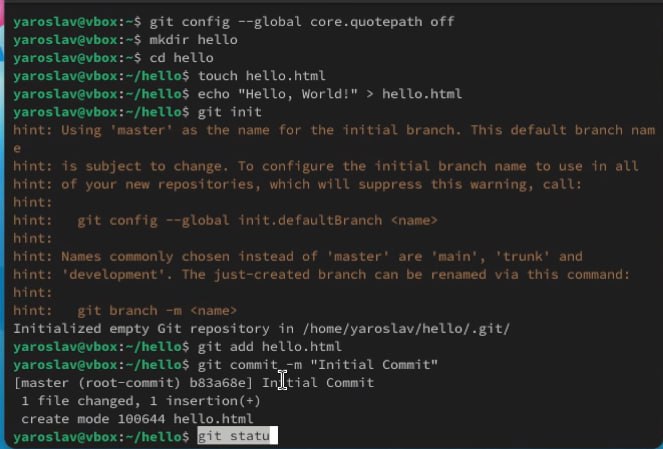 yaroslav@vbox:~$ git config --global core.quotepath off
yaroslav@vbox:~$ mkdir hello
yaroslav@vbox:~$ cd hello
yaroslav@vbox:~/hello$ touch hello.html
yaroslav@vbox:~/hello$ echo "Hello, World!" > hello.html
yaroslav@vbox:~/hello$ git init
hint: Using 'master' as the name for the initial branch. This default branch nam
e
hint: is subject to change. To configure the initial branch name to use in all
hint: of your new repositories, which will suppress this warning, call:
hint:
hint:   git config --global init.defaultBranch <name>
hint:
hint: Names commonly chosen instead of 'master' are 'main', 'trunk' and
hint: 'development'. The just-created branch can be renamed via this command:
hint:
hint:   git branch -m <name>
Initialized empty Git repository in /home/yaroslav/hello/.git/
yaroslav@vbox:~/hello$ git add hello.html
yaroslav@vbox:~/hello$ git commit -m "Initial Commit"
[master (root-commit) b83a68e] Initial Commit
 1 file changed, 1 insertion(+)
 create mode 100644 hello.html
yaroslav@vbox:~/hello$ git statu